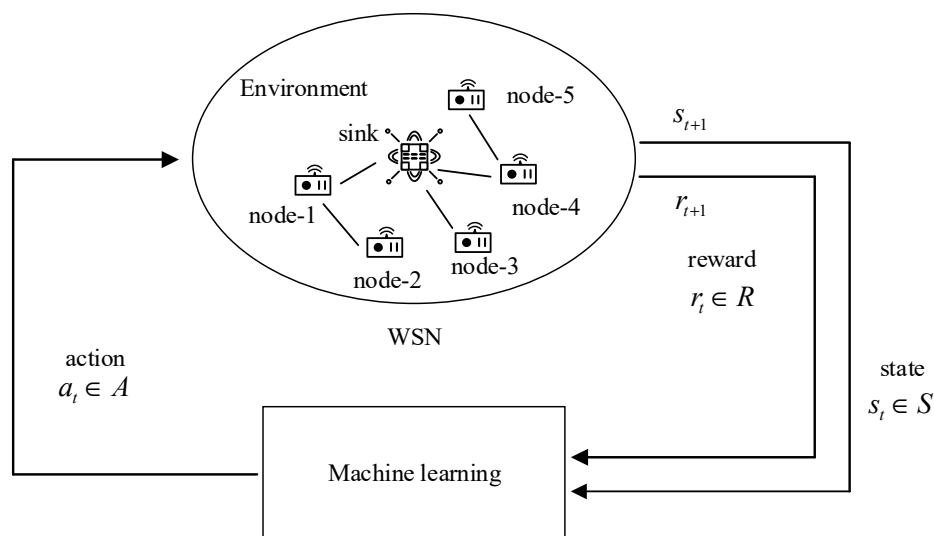 Environment
node-5
sink
node-1
node-4
node-2
node-3
WSN
s_{t+1}
r_{t+1}
reward
r_t ∈ R
action
a_t ∈ A
state
s_t ∈ S
Machine learning